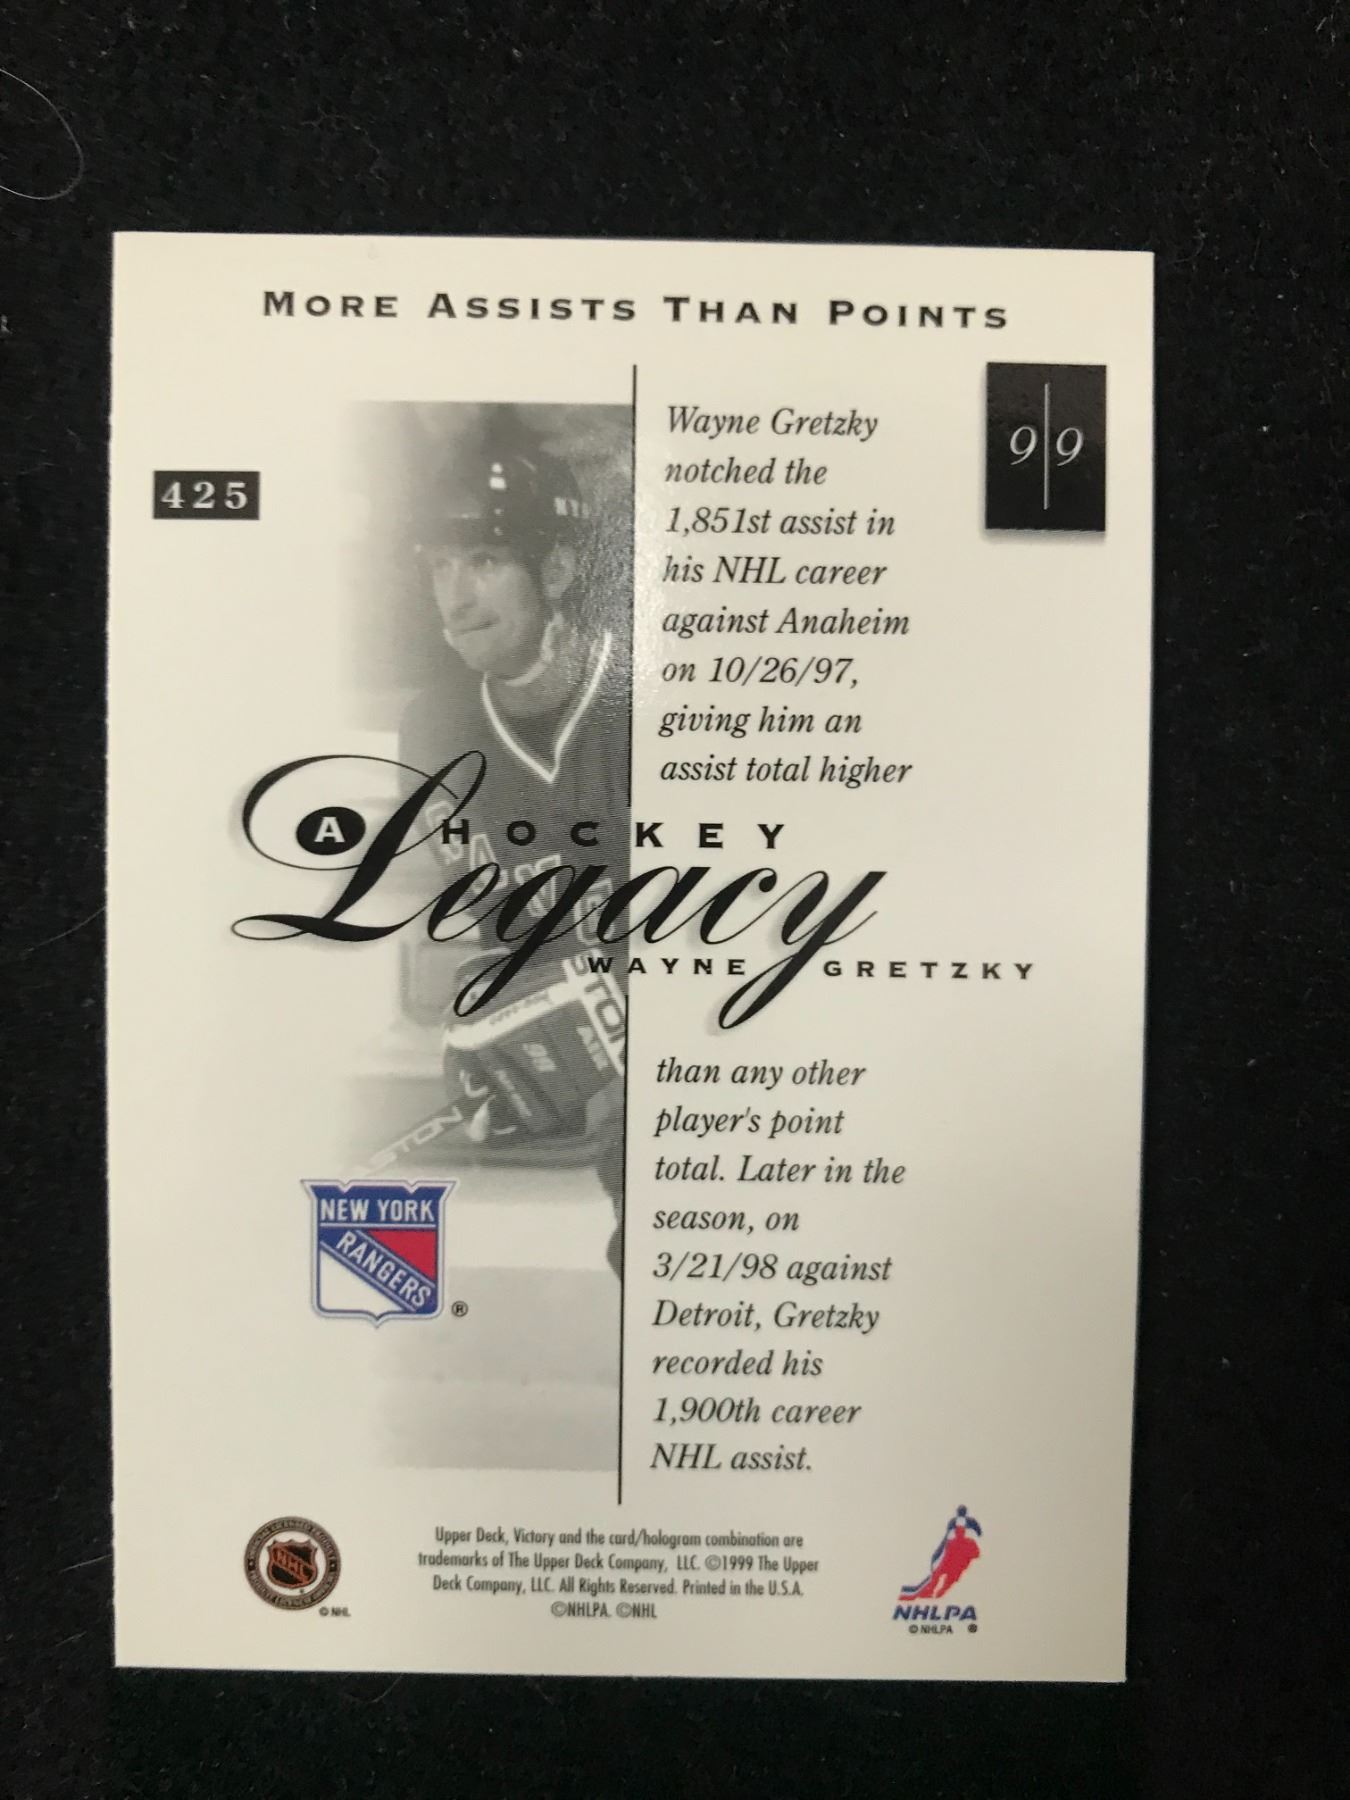 MORE ASSISTS THAN POINTS
425
9 9
Wayne Gretzky
notched the
1,851st assist in
his NHL career
against Anaheim
on 10/26/97,
giving him an
assist total higher
A HOCKEY
Legacy
WAYNE GRETZKY
than any other
player's point
total. Later in the
season, on
3/21/98 against
Detroit, Gretzky
recorded his
1,900th career
NHL assist.
EASTON
NEW YORK
RANGERS
®
NHL
© NHL
Upper Deck, Victory and the card/hologram combination are
trademarks of The Upper Deck Company, LLC. ©1999 The Upper
Deck Company, LLC. All Rights Reserved. Printed in the U.S.A.
©NHLPA. ©NHL
NHLPA
© NHLPA ®